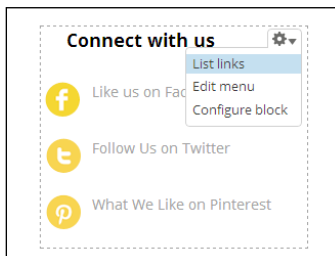 Connect with us
List links
Edit menu
Configure block
Like us on Fac
Follow Us on Twitter
What We Like on Pinterest